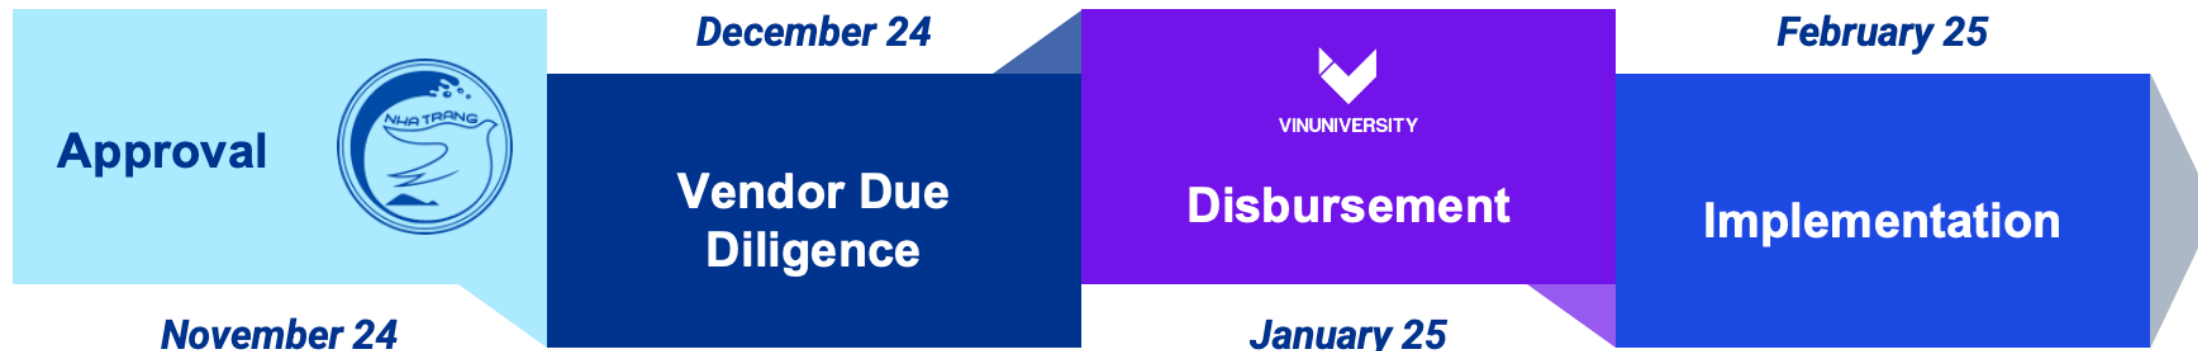 Approval
NHA TRANG
November 24
December 24
Vendor Due
Diligence
VINUNIVERSITY
Disbursement
January 25
February 25
Implementation